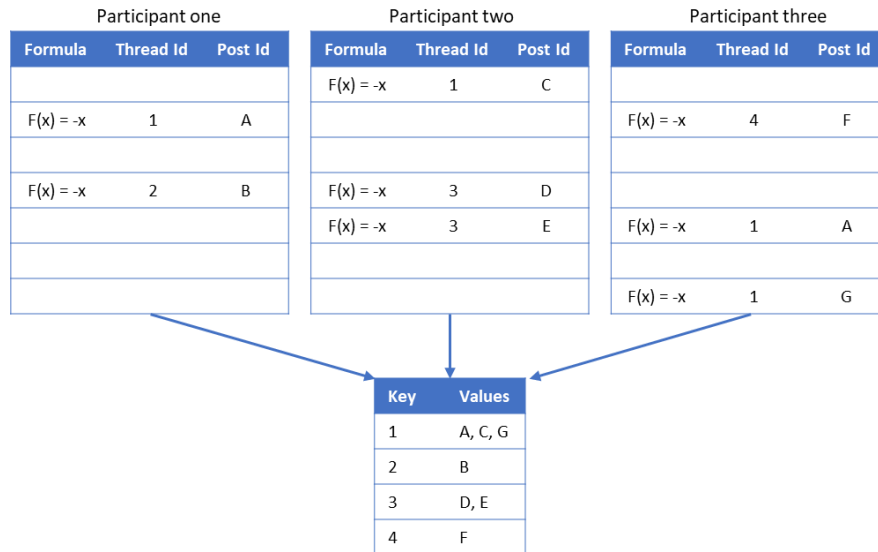 Participant one
Participant two
Participant three
Formula Thread Id Post Id
Formula Thread Id Post Id
Formula Thread Id Post Id
F(x) = -x 1 C
F(x) = -x 1 A
F(x) = -x 4 F
F(x) = -x 2 B
F(x) = -x 3 D
F(x) = -x 3 E
F(x) = -x 1 A
F(x) = -x 1 G
Key Values
1 A, C, G
2 B
3 D, E
4 F